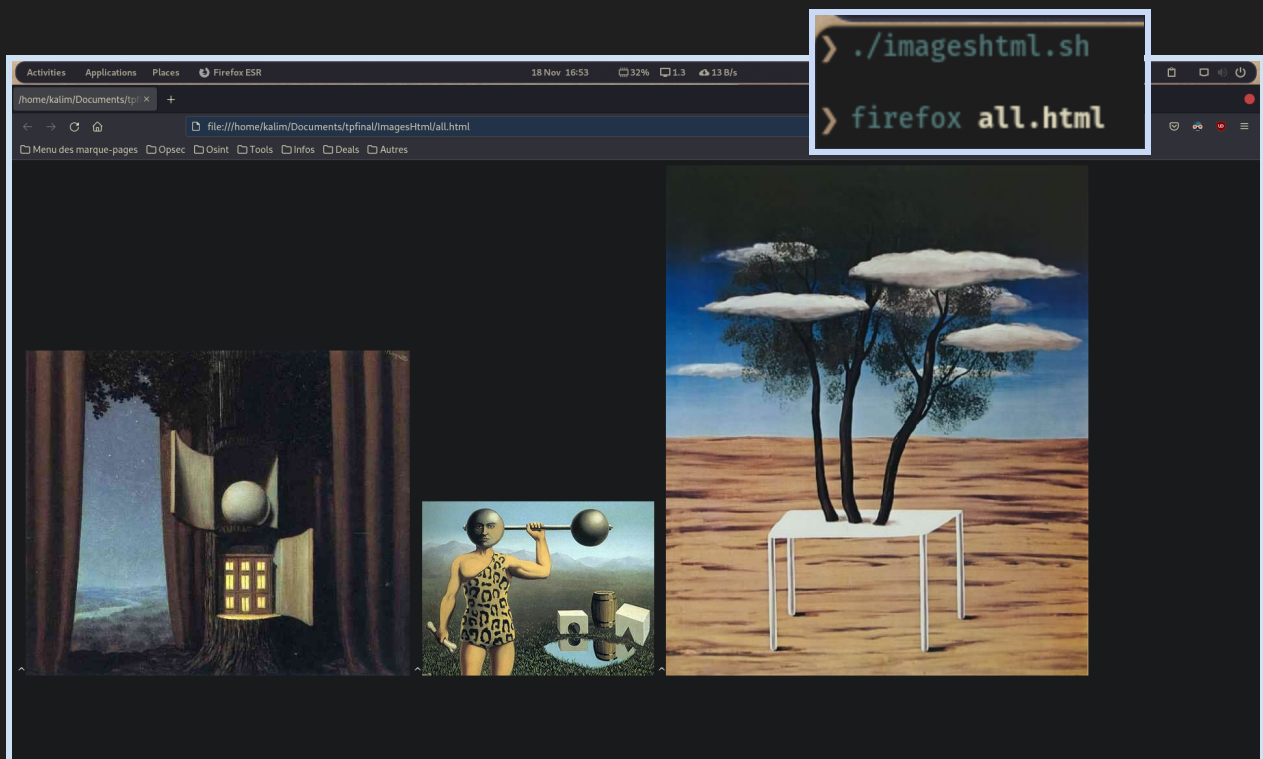 ❯ ./imageshtml.sh
❯ firefox all.html
Activities Applications Places Firefox ESR 18 Nov 16:53 32% 1.3 13 B/s
/home/kalim/Documents/tpfi × +
file:///home/kalim/Documents/tpfinal/ImagesHtml/all.html
Menu des marque-pages Opsec Osint Tools Infos Deals Autres